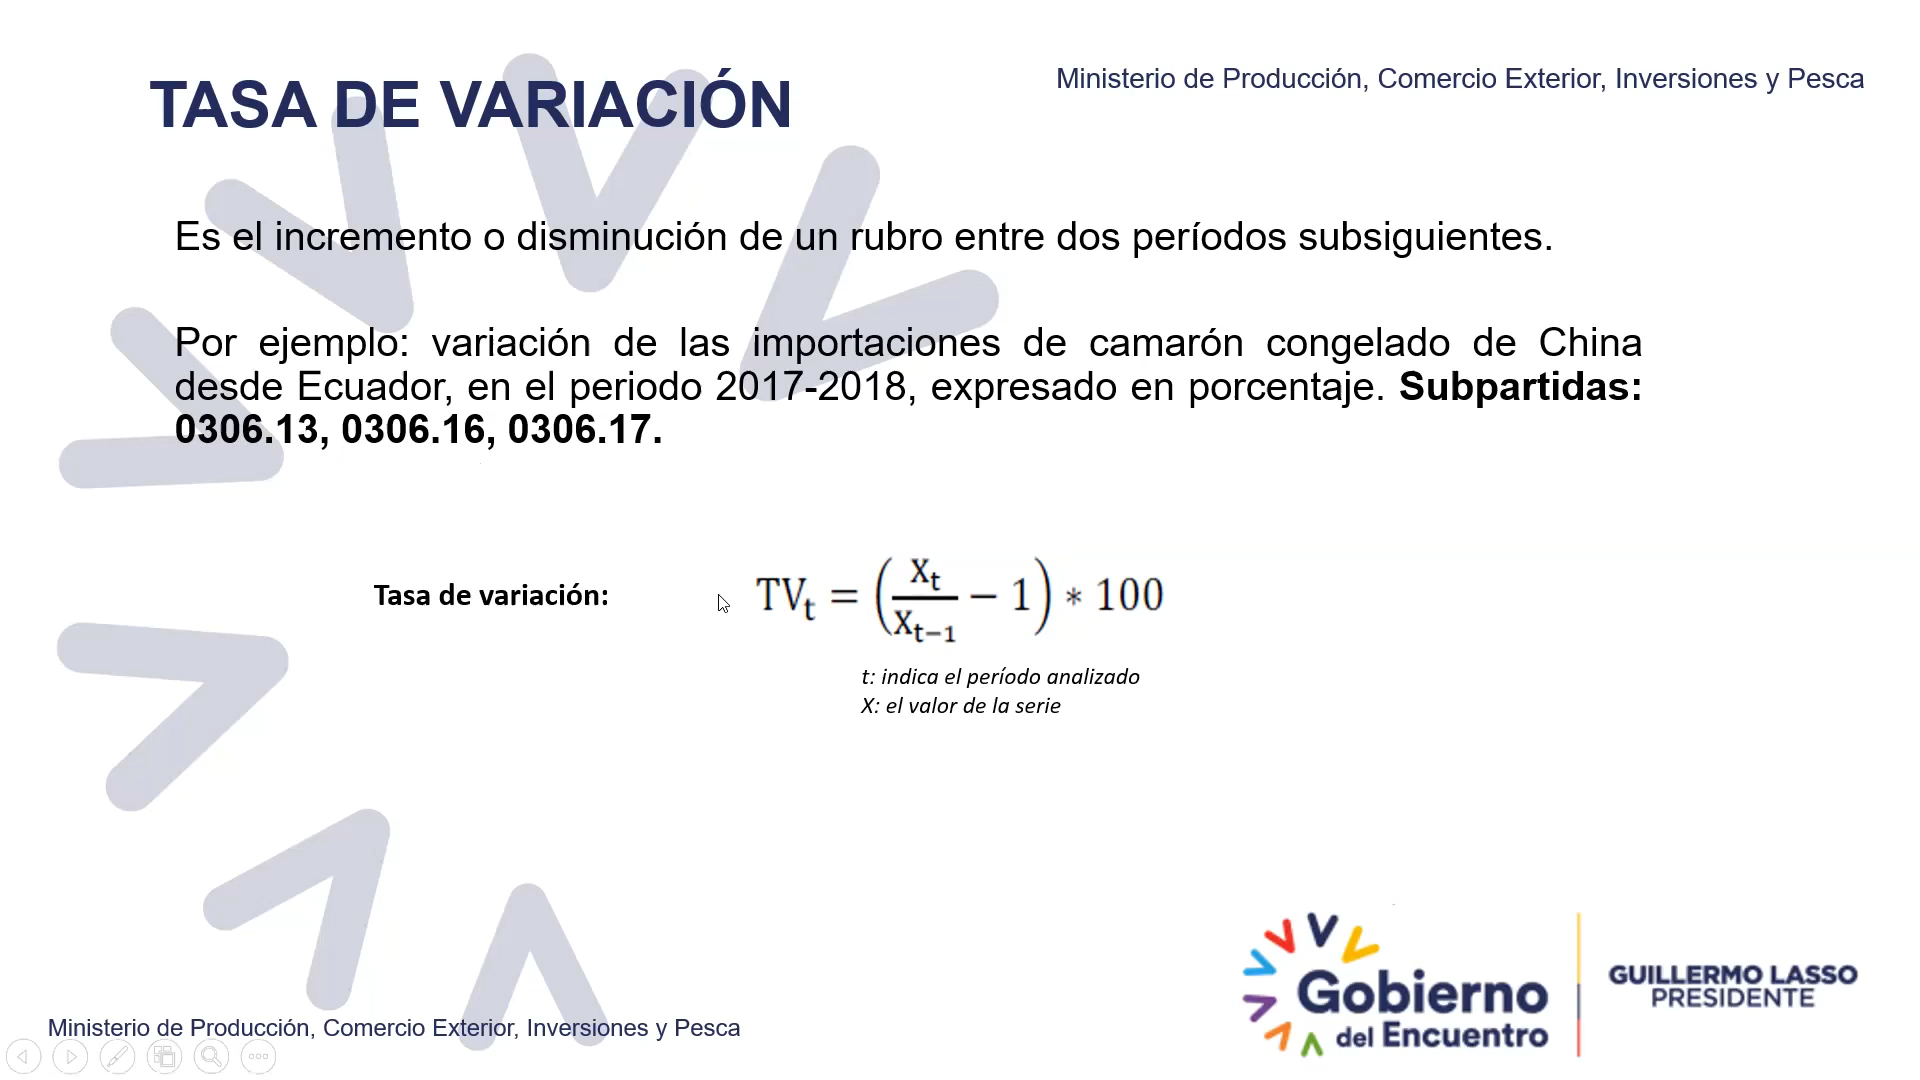 TASA DE VARIACIÓN
Ministerio de Producción, Comercio Exterior, Inversiones y Pesca
Es el incremento o disminución de un rubro entre dos períodos subsiguientes.
Por ejemplo: variación de las importaciones de camarón congelado de China
desde Ecuador, en el periodo 2017-2018, expresado en porcentaje. Subpartidas:
0306.13, 0306.16, 0306.17.
Tasa de variación: TVₜ = (Xₜ / Xₜ₋₁ − 1) * 100
t: indica el período analizado
X: el valor de la serie
Gobierno
del Encuentro
GUILLERMO LASSO
PRESIDENTE
Ministerio de Producción, Comercio Exterior, Inversiones y Pesca